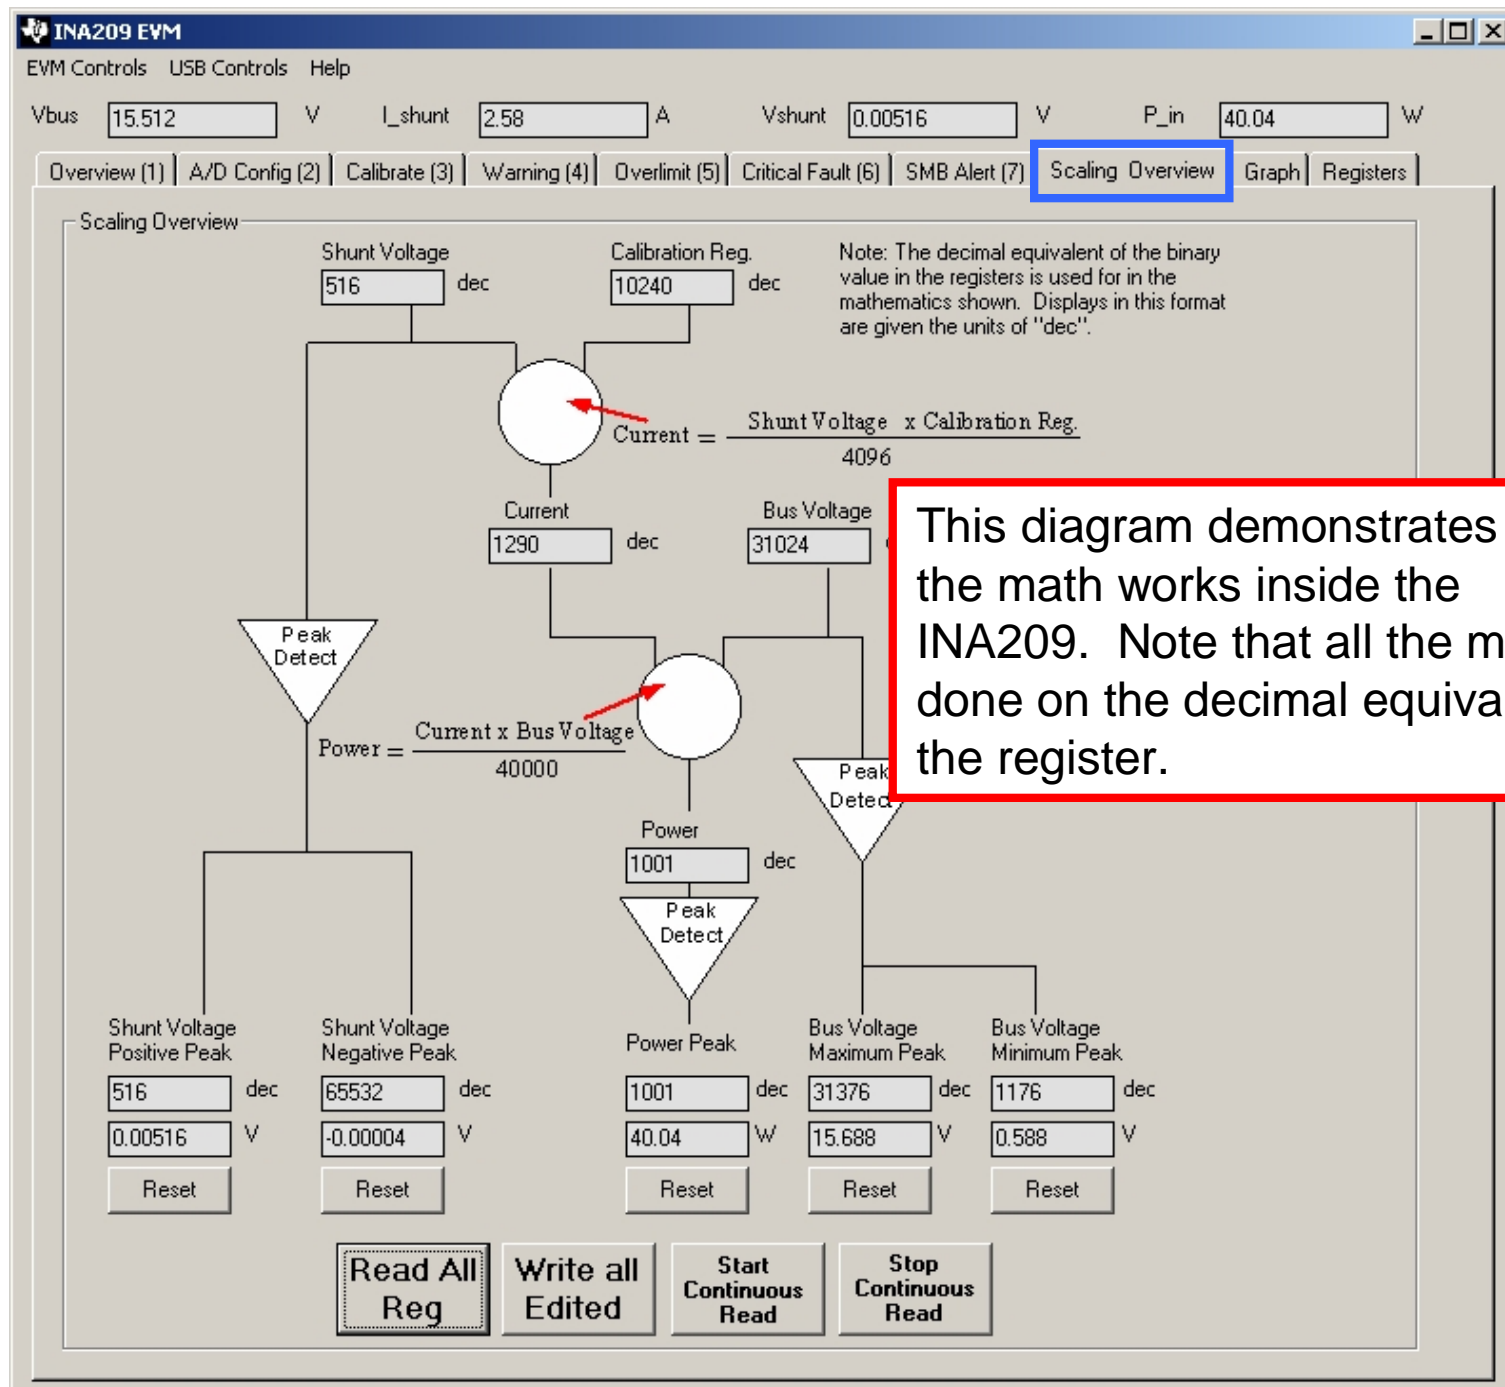 INA209 EVM
EVM Controls USB Controls Help
Vbus 15.512 V I_shunt 2.58 A Vshunt 0.00516 V P_in 40.04 W
Overview (1) A/D Config (2) Calibrate (3) Warning (4) Overlimit (5) Critical Fault (6) SMB Alert (7) Scaling Overview Graph Registers
Scaling Overview
Shunt Voltage
516 dec
Calibration Reg.
10240 dec
Note: The decimal equivalent of the binary
value in the registers is used for in the
mathematics shown. Displays in this format
are given the units of "dec".
Current = Shunt Voltage x Calibration Reg.
4096
Current
1290 dec
Bus Voltage
31024
This diagram demonstrates
the math works inside the
INA209. Note that all the m
done on the decimal equiva
the register.
Peak
Detect
Power = Current x Bus Voltage
40000
Peak
Detect
Power
1001 dec
Peak
Detect
Shunt Voltage
Positive Peak
516 dec
0.00516 V
Reset
Shunt Voltage
Negative Peak
65532 dec
-0.00004 V
Reset
Power Peak
1001 dec
40.04 W
Reset
Bus Voltage
Maximum Peak
31376 dec
15.688 V
Reset
Bus Voltage
Minimum Peak
1176 dec
0.588 V
Reset
Read All
Reg
Write all
Edited
Start
Continuous
Read
Stop
Continuous
Read